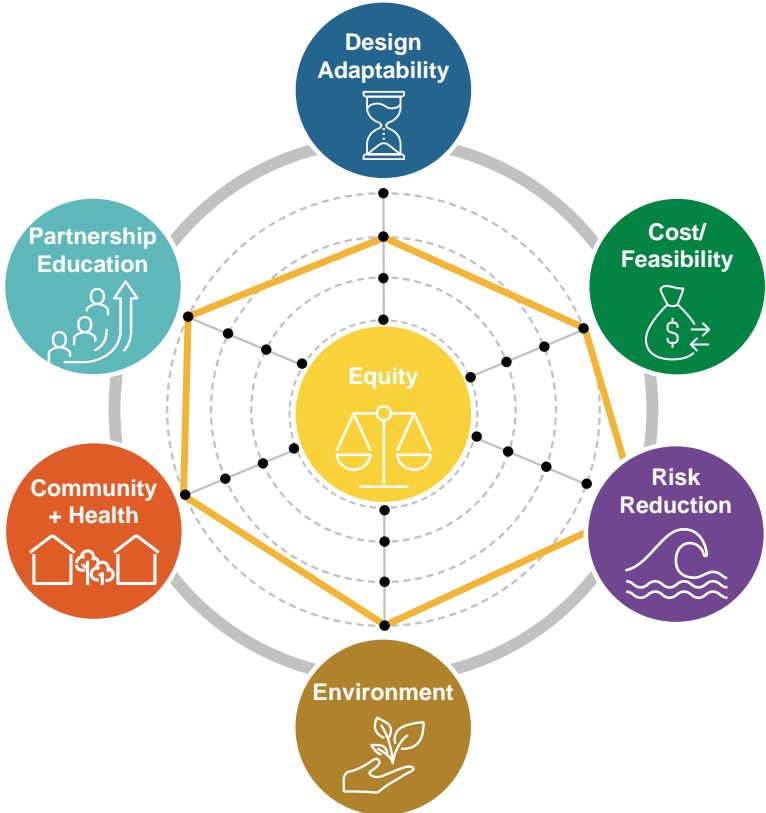 Design
Adaptability
Partnership
Education
Cost/
Feasibility
$
Equity
Community
+ Health
Risk
Reduction
Environment